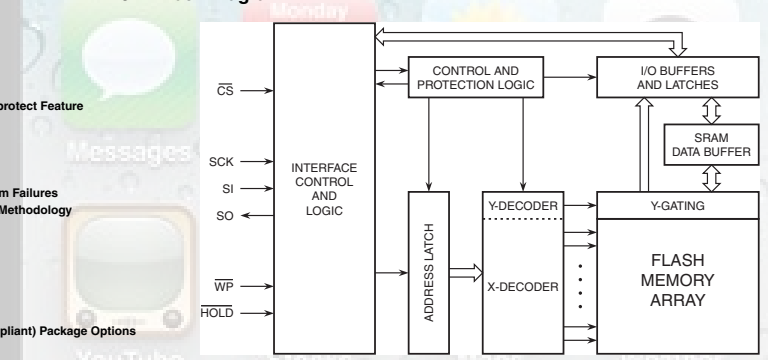 Monday
protect Feature
Messages
m Failures
Methodology
pliant) Package Options
YouTube
CS
SCK
SI
SO
WP
HOLD
INTERFACE
CONTROL
AND
LOGIC
CONTROL AND
PROTECTION LOGIC
I/O BUFFERS
AND LATCHES
SRAM
DATA BUFFER
ADDRESS LATCH
Y-DECODER
X-DECODER
Y-GATING
FLASH
MEMORY
ARRAY